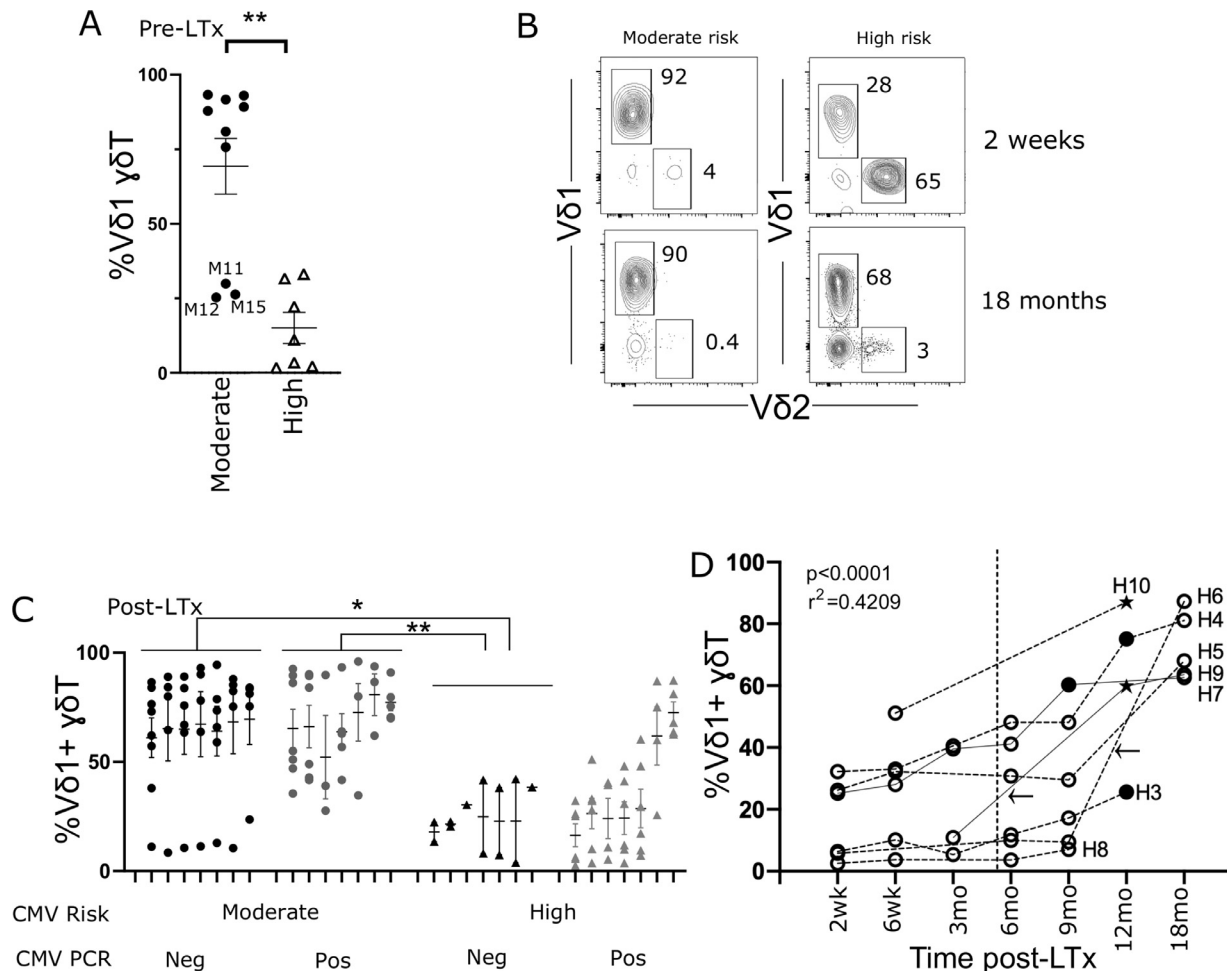 A
Pre-LTx
**
100
50
0
%Vδ1 γδT
M11
M12
M15
Moderate
High
B
Moderate risk
High risk
92
4
28
65
2 weeks
90
0.4
68
3
18 months
Vδ1
Vδ1
Vδ2
C
Post-LTx
*
**
100
50
0
%Vδ1+ γδT
CMV Risk
Moderate
High
CMV PCR
Neg
Pos
Neg
Pos
D
p<0.0001
r²=0.4209
100
80
60
40
20
0
%Vδ1+ γδT
H10
H6
H4
H5
H9
H7
H3
H8
←
←
2wk
6wk
3mo
6mo
9mo
12mo
18mo
Time post-LTx